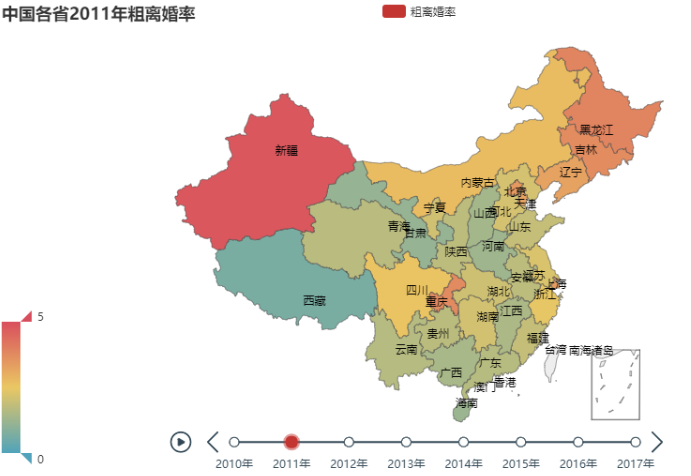 中国各省2011年粗离婚率
粗离婚率
黑龙江
新疆
吉林
辽宁
内蒙古
北京
天津
宁夏
山西
河北
青海
甘肃
山东
陕西
河南
西藏
四川
重庆
湖北
安徽
江苏
上海
浙江
湖南
江西
贵州
云南
福建
台湾
南海诸岛
广西
广东
澳门
香港
海南
5
0
2010年
2011年
2012年
2013年
2014年
2015年
2016年
2017年